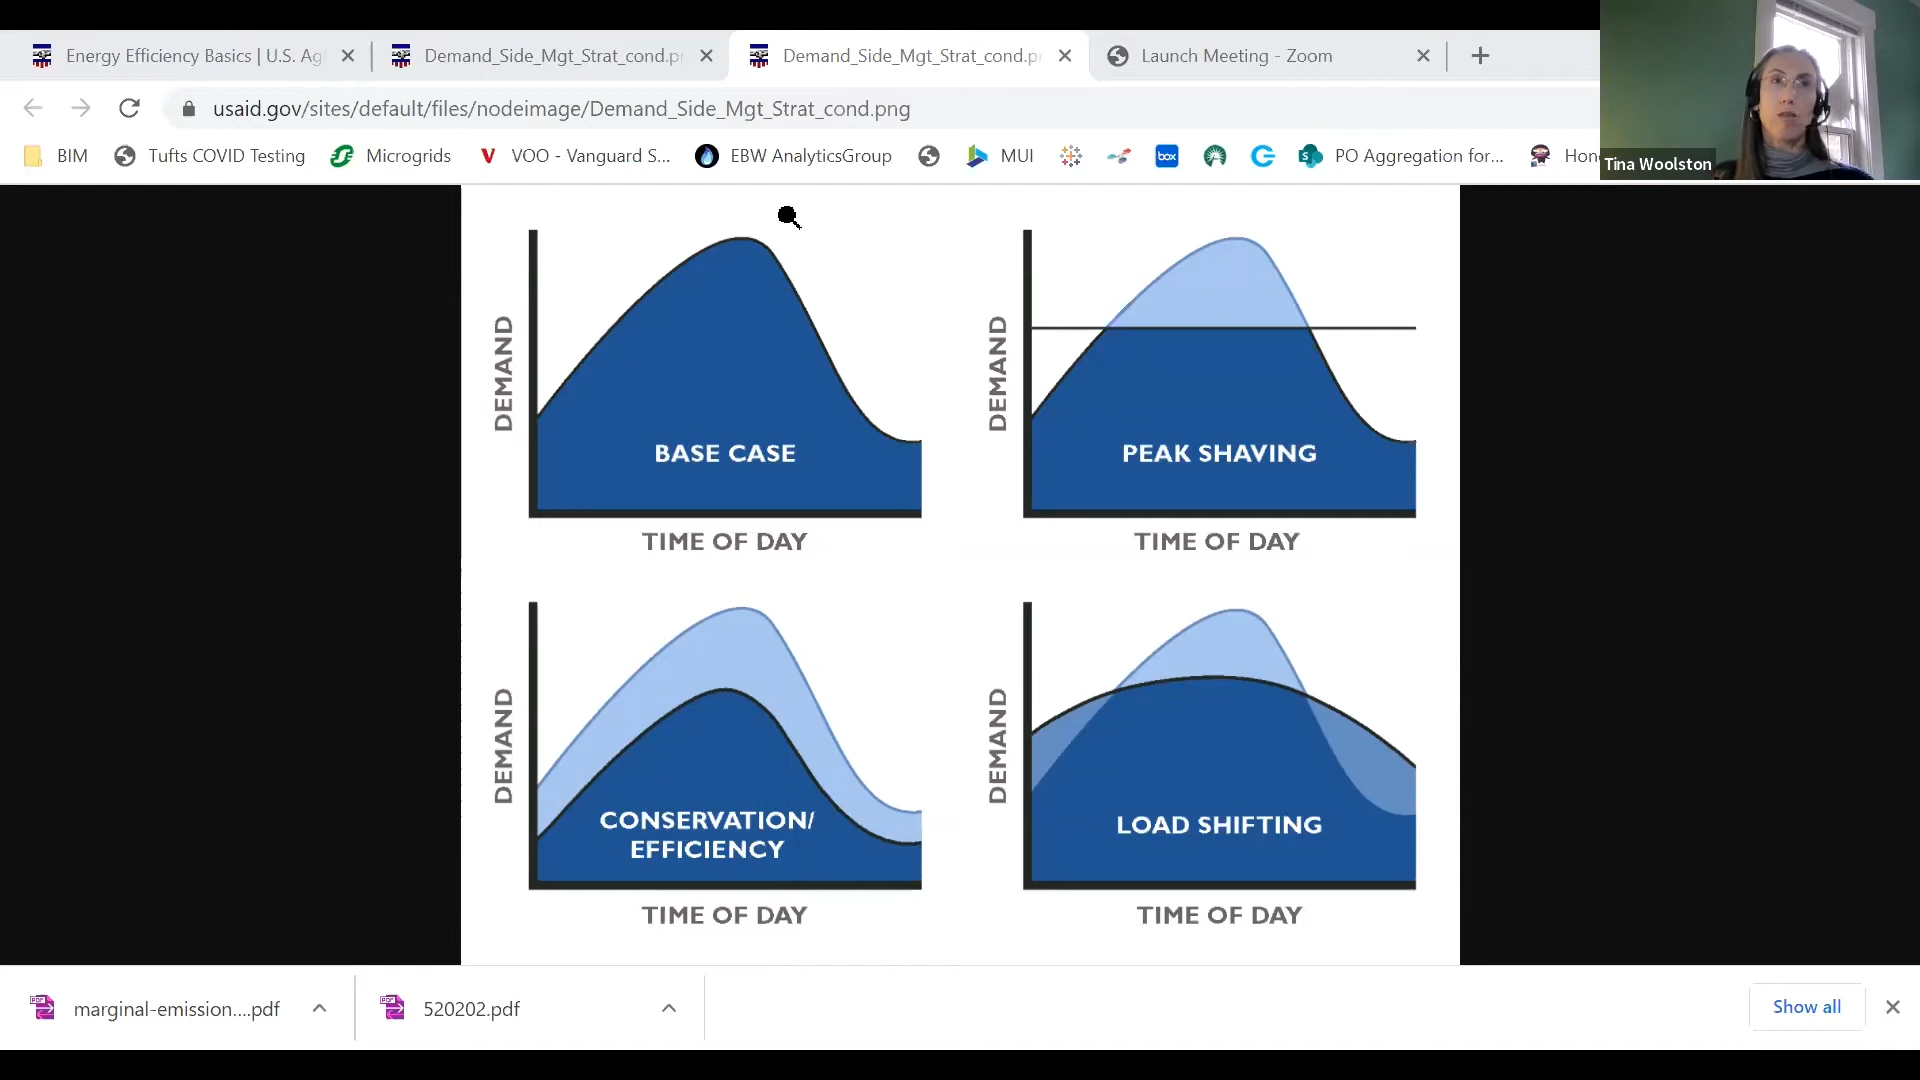 Energy Efficiency Basics | U.S. Ag
Demand_Side_Mgt_Strat_cond.p
Demand_Side_Mgt_Strat_cond.p
Launch Meeting - Zoom
usaid.gov/sites/default/files/nodeimage/Demand_Side_Mgt_Strat_cond.png
BIM
Tufts COVID Testing
Microgrids
VOO - Vanguard S...
EBW AnalyticsGroup
MUI
box
PO Aggregation for...
Hon
Tina Woolston
DEMAND
BASE CASE
TIME OF DAY
DEMAND
PEAK SHAVING
TIME OF DAY
DEMAND
CONSERVATION/
EFFICIENCY
TIME OF DAY
DEMAND
LOAD SHIFTING
TIME OF DAY
marginal-emission....pdf
520202.pdf
Show all